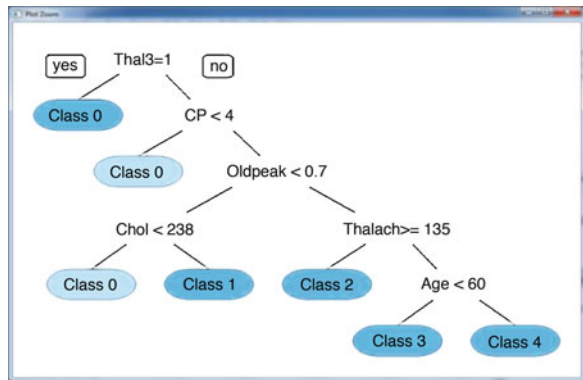 Plot Zoom
yes
Thal3=1
no
Class 0
CP < 4
Class 0
Oldpeak < 0.7
Chol < 238
Thalach>= 135
Class 0
Class 1
Class 2
Age < 60
Class 3
Class 4